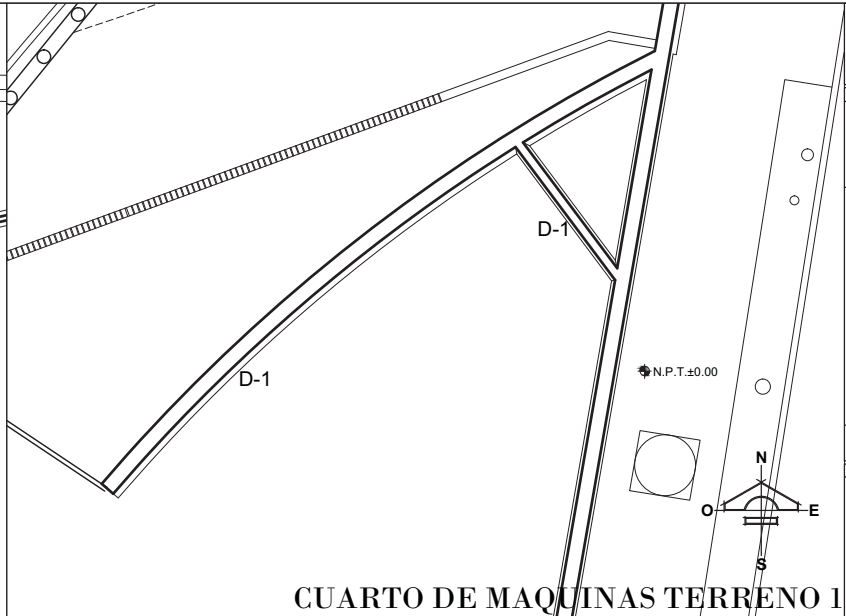 D-1
D-1
N.P.T.±0.00
N
O E
S
CUARTO DE MAQUINAS TERRENO 1